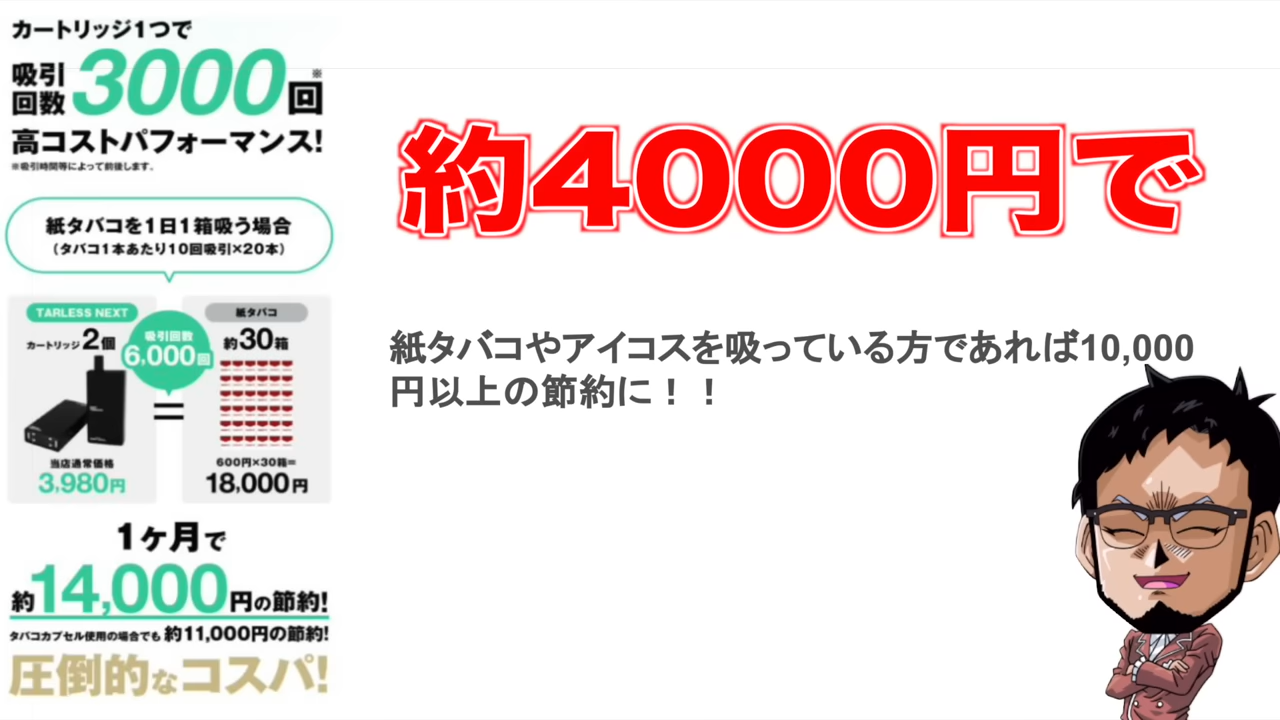 カートリッジ1つで
吸引回数3000回※
高コストパフォーマンス!
※吸引時間等によって前後します。
紙タバコを1日1箱吸う場合
(タバコ1本あたり10回吸引×20本)
TARLESS NEXT
カートリッジ2個
吸引回数
6,000回
紙タバコ
約30箱
=
当店通常価格
3,980円
600円×30箱=
18,000円
1ヶ月で
約14,000円の節約!
タバコカプセル使用の場合でも 約11,000円の節約!
圧倒的なコスパ!
約4000円で
紙タバコやアイコスを吸っている方であれば10,000
円以上の節約に！！